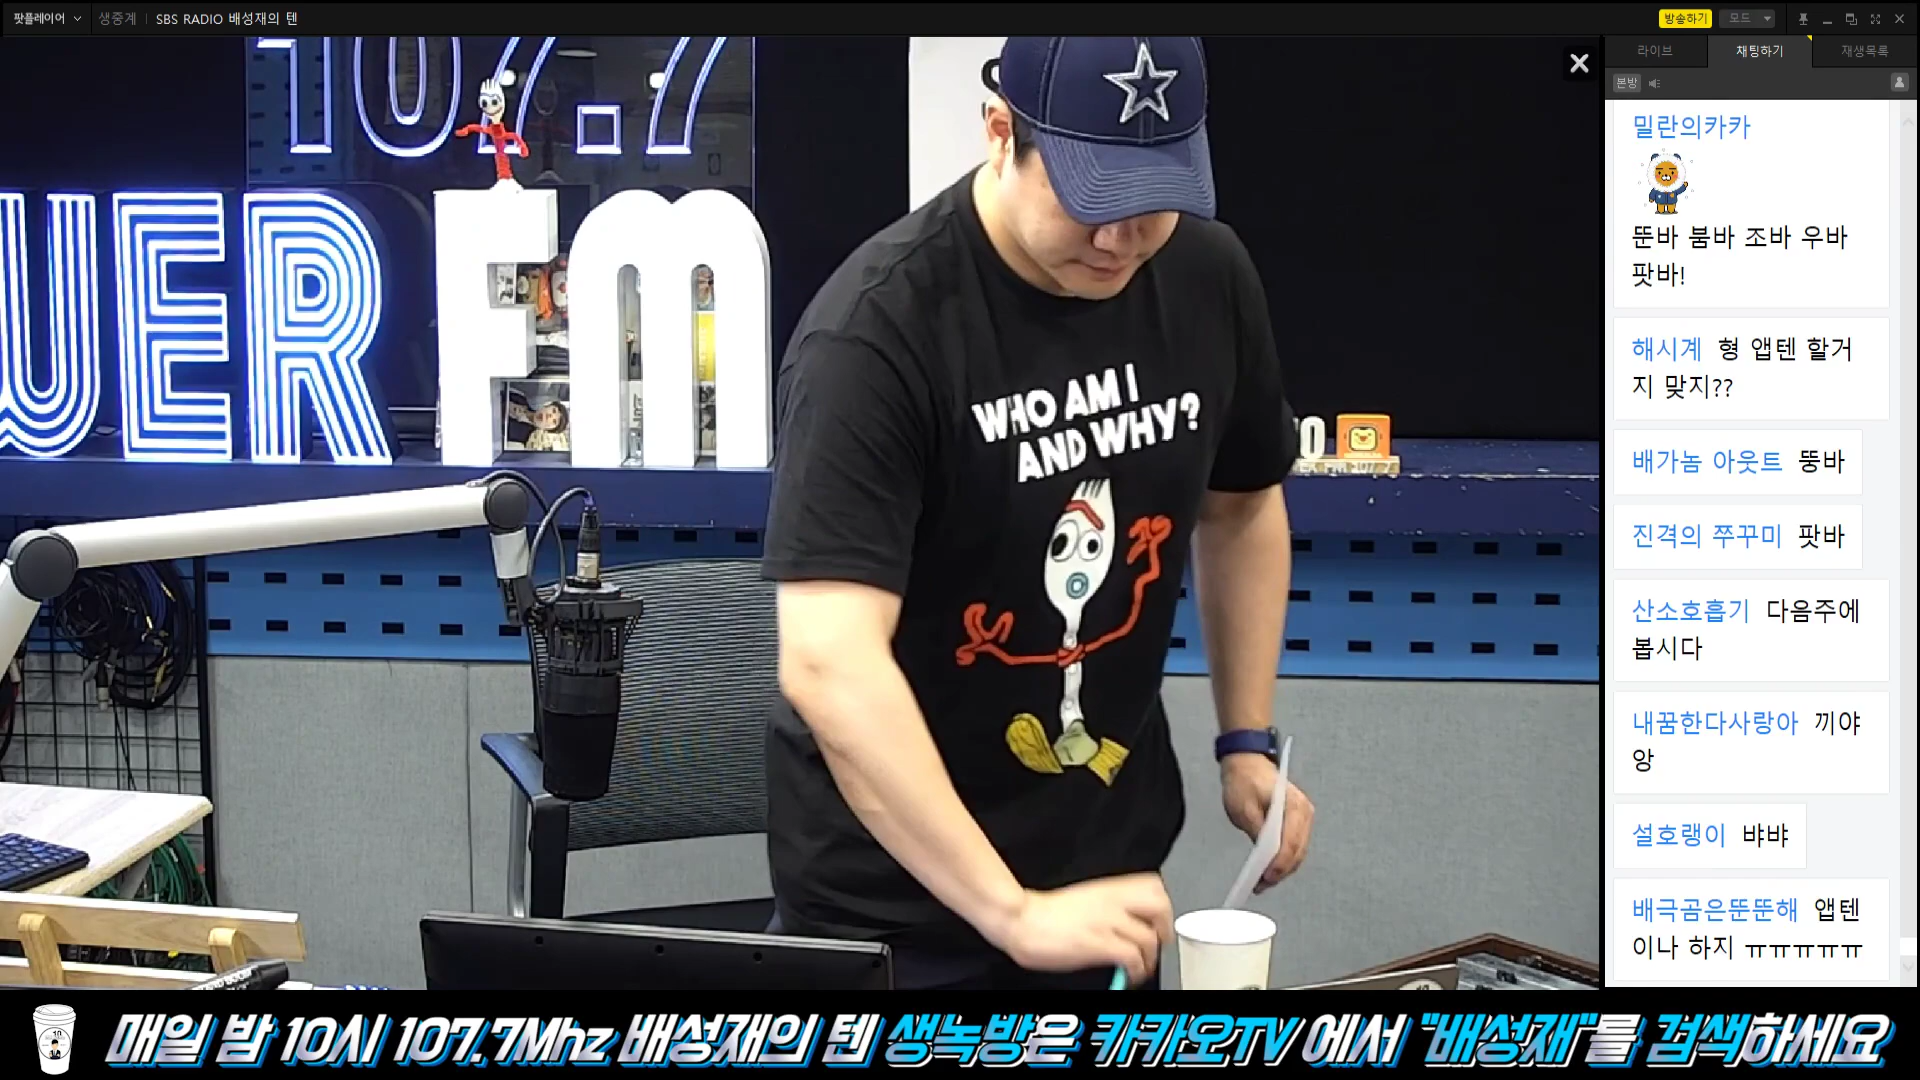 팟플레이어
생중계
SBS RADIO 배성재의 텐
방송하기
모드
라이브
채팅하기
재생목록
본방
107.7
WER FM
WHO AM I
AND WHY?
밀란의카카
뚠바 붐바 조바 우바
팟바!
해시계 형 앱텐 할거
지 맞지??
배가놈 아웃트 뚱바
진격의 쭈꾸미 팟바
산소호흡기 다음주에
봅시다
내꿈한다사랑아 끼야
앙
설호랭이 뱌뱌
배극곰은뚠뚠해 앱텐
이나 하지 ㅠㅠㅠㅠㅠ
매일 밤 10시 107.7Mhz 배성재의 텐 생녹방은 카카오TV 에서 "배성재"를 검색하세요